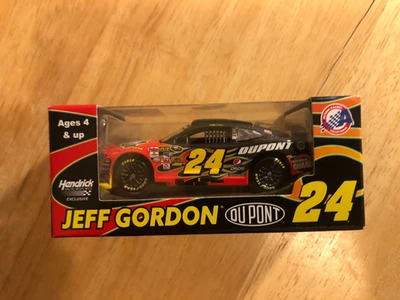 Ages 4
& up
24
DUPONT
Hendrick
EXCLUSIVE
JEFF GORDON
DUPONT
24